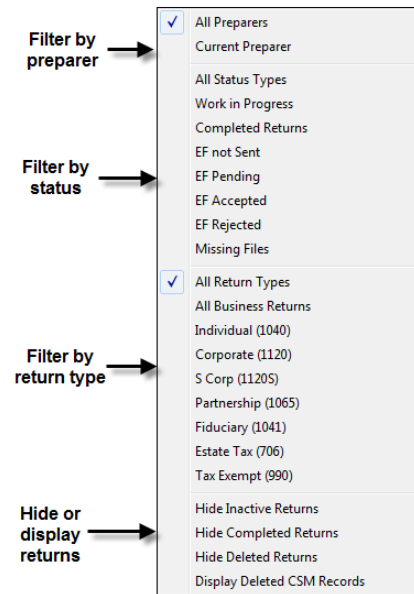 Filter by
preparer
All Preparers
Current Preparer
Filter by
status
All Status Types
Work in Progress
Completed Returns
EF not Sent
EF Pending
EF Accepted
EF Rejected
Missing Files
Filter by
return type
All Return Types
All Business Returns
Individual (1040)
Corporate (1120)
S Corp (1120S)
Partnership (1065)
Fiduciary (1041)
Estate Tax (706)
Tax Exempt (990)
Hide or
display
returns
Hide Inactive Returns
Hide Completed Returns
Hide Deleted Returns
Display Deleted CSM Records